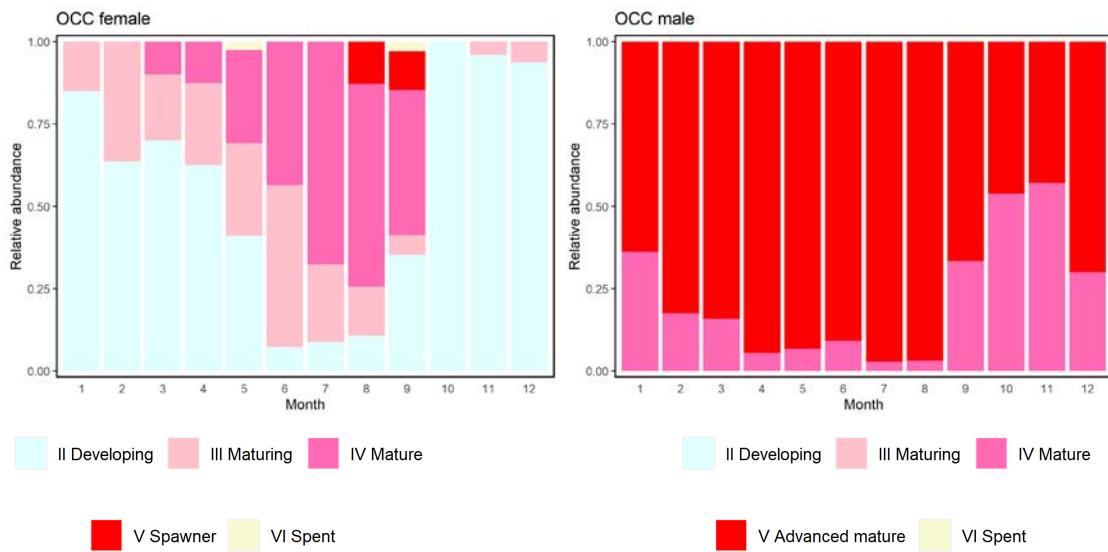 OCC female
1.00
0.75
0.50
0.25
0.00
Relative abundance
1 2 3 4 5 6 7 8 9 10 11 12
Month
II Developing III Maturing IV Mature
V Spawner VI Spent
OCC male
1.00
0.75
0.50
0.25
0.00
Relative abundance
1 2 3 4 5 6 7 8 9 10 11 12
Month
II Developing III Maturing IV Mature
V Advanced mature VI Spent